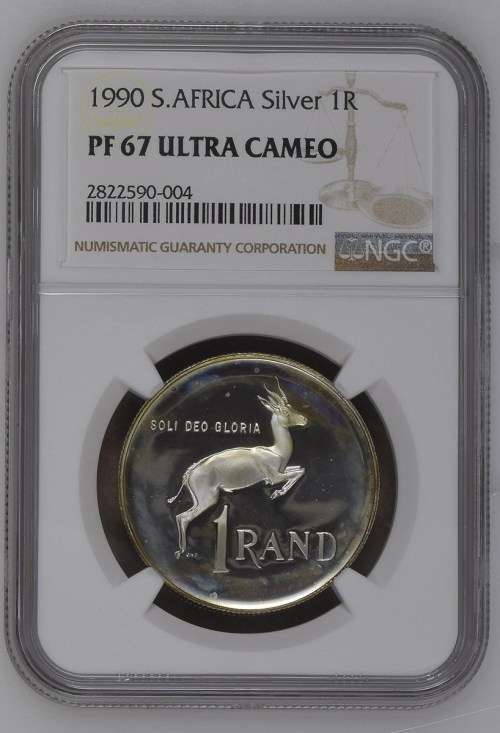 1990 S.AFRICA Silver 1R
PF 67 ULTRA CAMEO
2822590-004
NUMISMATIC GUARANTY CORPORATION
NGC®
SOLI DEO GLORIA
1 RAND